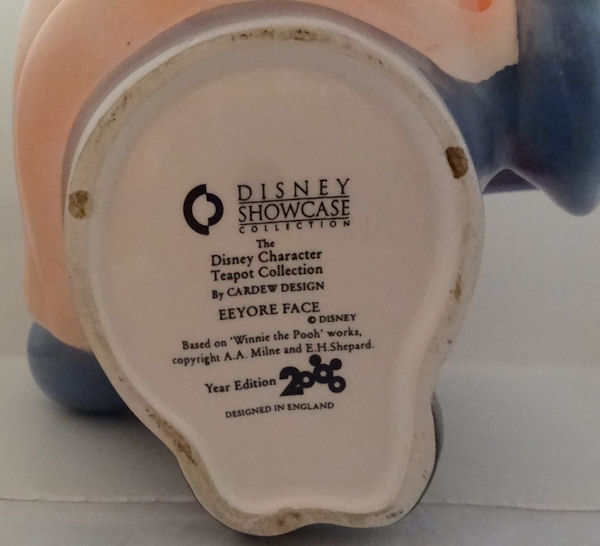 DISNEY
SHOWCASE
COLLECTION
The
Disney Character
Teapot Collection
By CARDEW DESIGN
EEYORE FACE
© DISNEY
Based on 'Winnie the Pooh' works,
copyright A.A. Milne and E.H.Shepard.
Year Edition 2000
DESIGNED IN ENGLAND